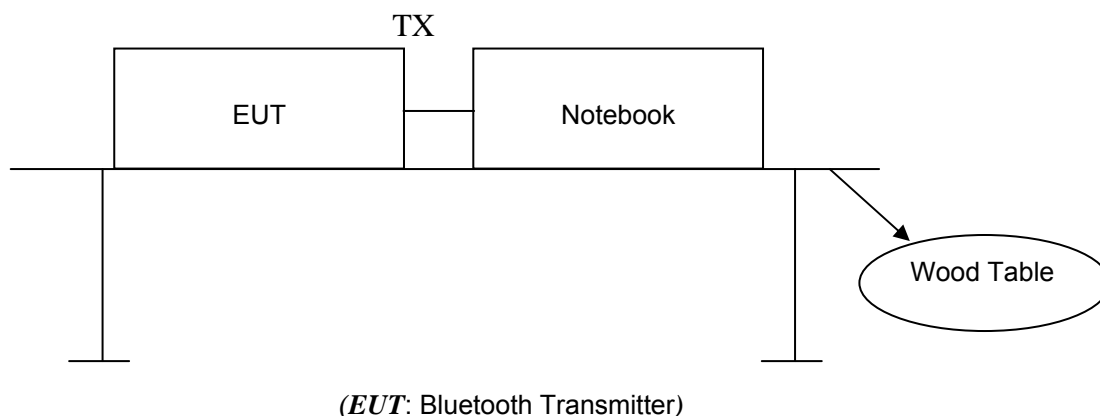 TX
EUT
Notebook
Wood Table
(EUT: Bluetooth Transmitter)